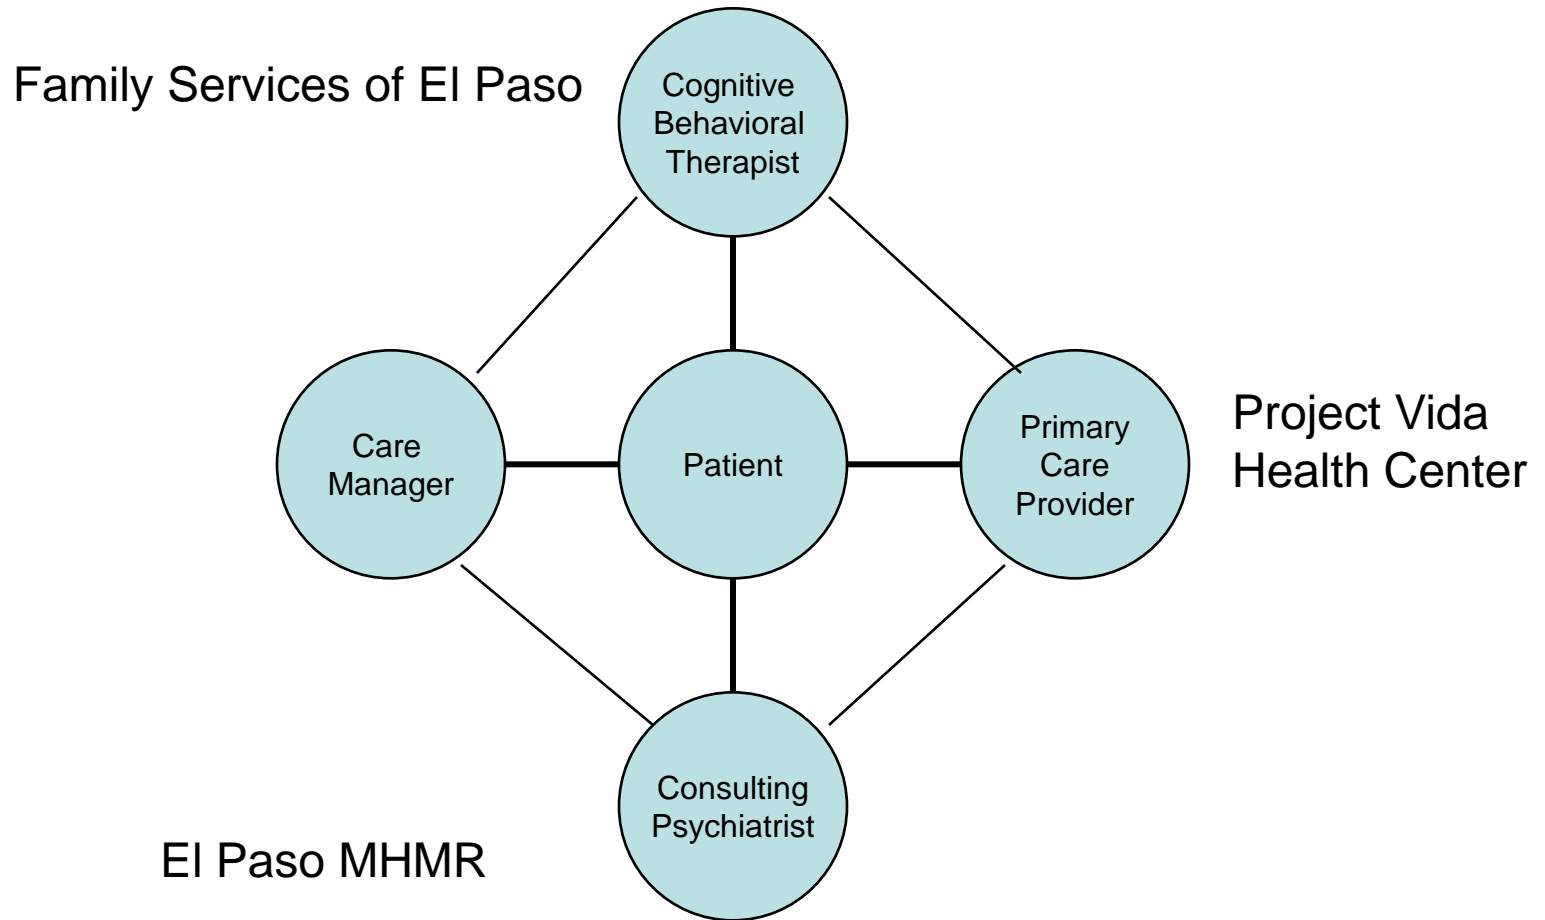 Family Services of El Paso
Cognitive
Behavioral
Therapist
Care
Manager
Patient
Primary
Care
Provider
Project Vida
Health Center
Consulting
Psychiatrist
El Paso MHMR